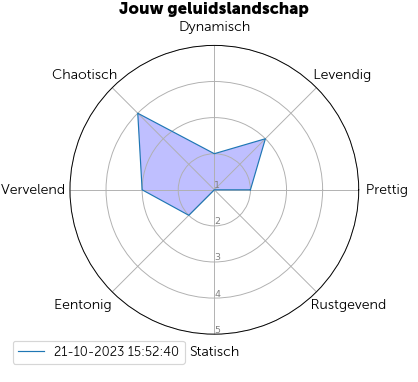 Jouw geluidslandschap
Dynamisch
Chaotisch
Levendig
Vervelend
1
Prettig
2
3
Eentonig
4
Rustgevend
5
21-10-2023 15:52:40
Statisch